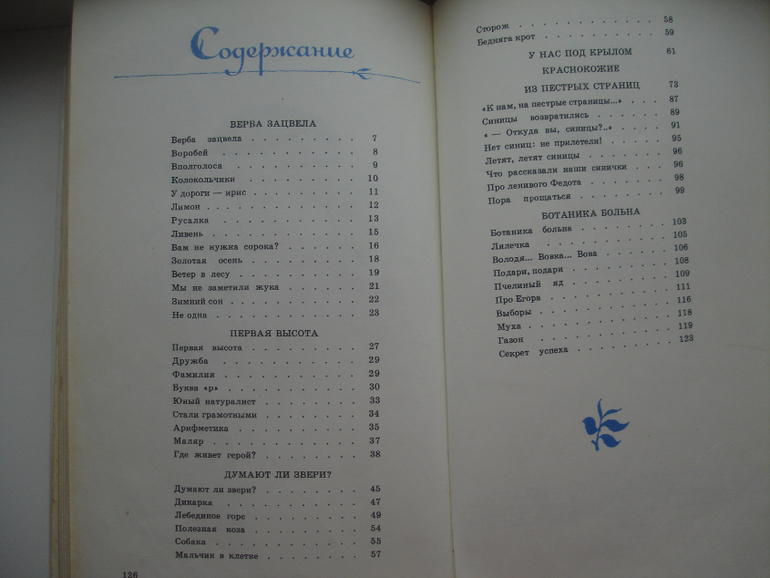 Содержание
ВЕРБА ЗАЦВЕЛА
Верба зацвела . . . . . . . . . 7
Воробей . . . . . . . . . . . 8
Вполголоса . . . . . . . . . . 9
Колокольчики . . . . . . . . . 10
У дороги — ирис . . . . . . . . 11
Лимон . . . . . . . . . . . . 12
Русалка . . . . . . . . . . . 13
Ливень . . . . . . . . . . . 15
Вам не нужна сорока? . . . . . . 16
Золотая осень . . . . . . . . . 18
Ветер в лесу . . . . . . . . . 19
Мы не заметили жука . . . . . . 21
Зимний сон . . . . . . . . . . 22
Не одна . . . . . . . . . . . 23
ПЕРВАЯ ВЫСОТА
Первая высота . . . . . . . . . 27
Дружба . . . . . . . . . . . 29
Фамилия . . . . . . . . . . . 29
Буква «р» . . . . . . . . . . 30
Юный натуралист . . . . . . . . 33
Стали грамотными . . . . . . . 34
Арифметика . . . . . . . . . . 35
Маляр . . . . . . . . . . . . 37
Где живет герой? . . . . . . . . 38
ДУМАЮТ ЛИ ЗВЕРИ?
Думают ли звери? . . . . . . . . 45
Дикарка . . . . . . . . . . . 47
Лебединое горе . . . . . . . . . 49
Полезная коза . . . . . . . . . 54
Собака . . . . . . . . . . . 55
Мальчик в клетке . . . . . . . . 57
126
Сторож . . . . . . . . . . . 58
Бедняга крот . . . . . . . . . 59
У НАС ПОД КРЫЛОМ 61
КРАСНОКОЖИЕ
ИЗ ПЕСТРЫХ СТРАНИЦ 73
«К нам, на пестрые страницы...» . . . 87
Синицы возвратились . . . . . . 89
« — Откуда вы, синицы?..» . . . . . 91
Нет синиц: не прилетели! . . . . . 95
Летят, летят синицы . . . . . . . 96
Что рассказали наши синички . . . . 96
Про ленивого Федота . . . . . . . 98
Пора прощаться . . . . . . . . 99
БОТАНИКА БОЛЬНА
Ботаника больна . . . . . . . . 103
Лялечка . . . . . . . . . . . 105
Володя... Вовка... Вова . . . . . . 106
Подари, подари . . . . . . . . . 108
Пчелиный яд . . . . . . . . . 109
Про Егора . . . . . . . . . . 111
Выборы . . . . . . . . . . . 116
Муха . . . . . . . . . . . . 118
Газон . . . . . . . . . . . . 119
Секрет успеха . . . . . . . . . 123